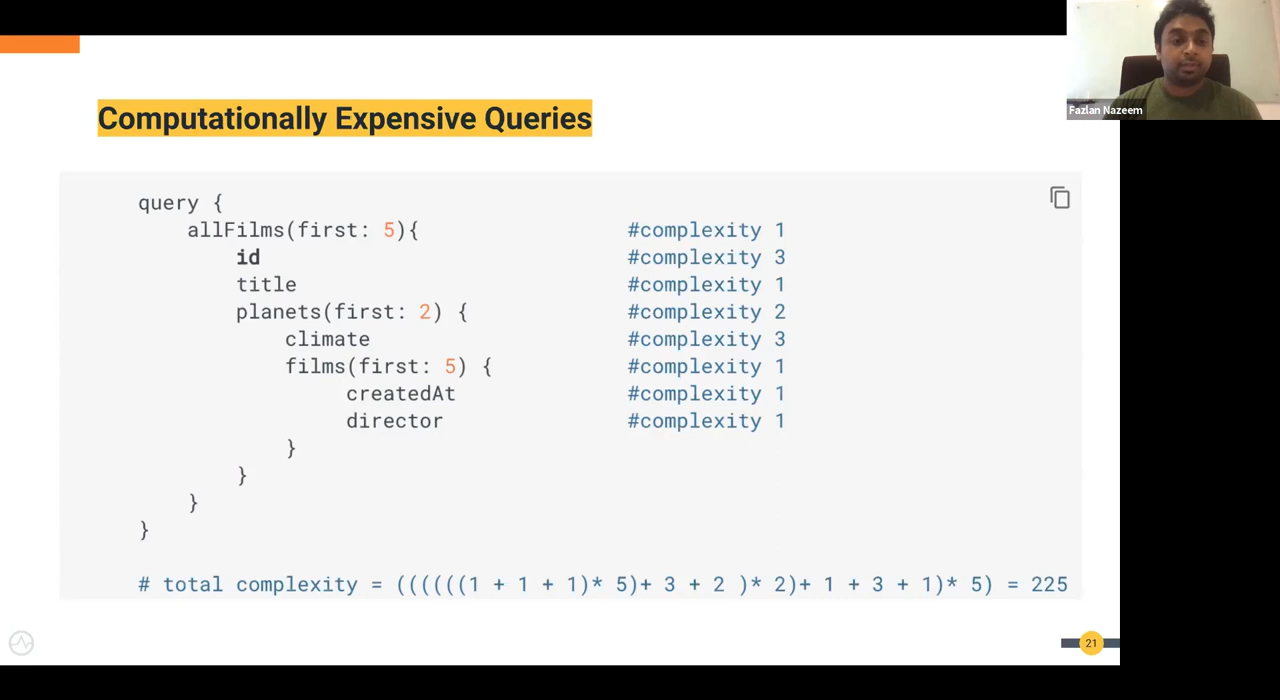 Fazlan Nazeem
Computationally Expensive Queries
query {
allFilms(first: 5){ #complexity 1
id #complexity 3
title #complexity 1
planets(first: 2) { #complexity 2
climate #complexity 3
films(first: 5) { #complexity 1
createdAt #complexity 1
director #complexity 1
}
}
}
}
# total complexity = ((((((1 + 1 + 1)* 5)+ 3 + 2 )* 2)+ 1 + 3 + 1)* 5) = 225
21